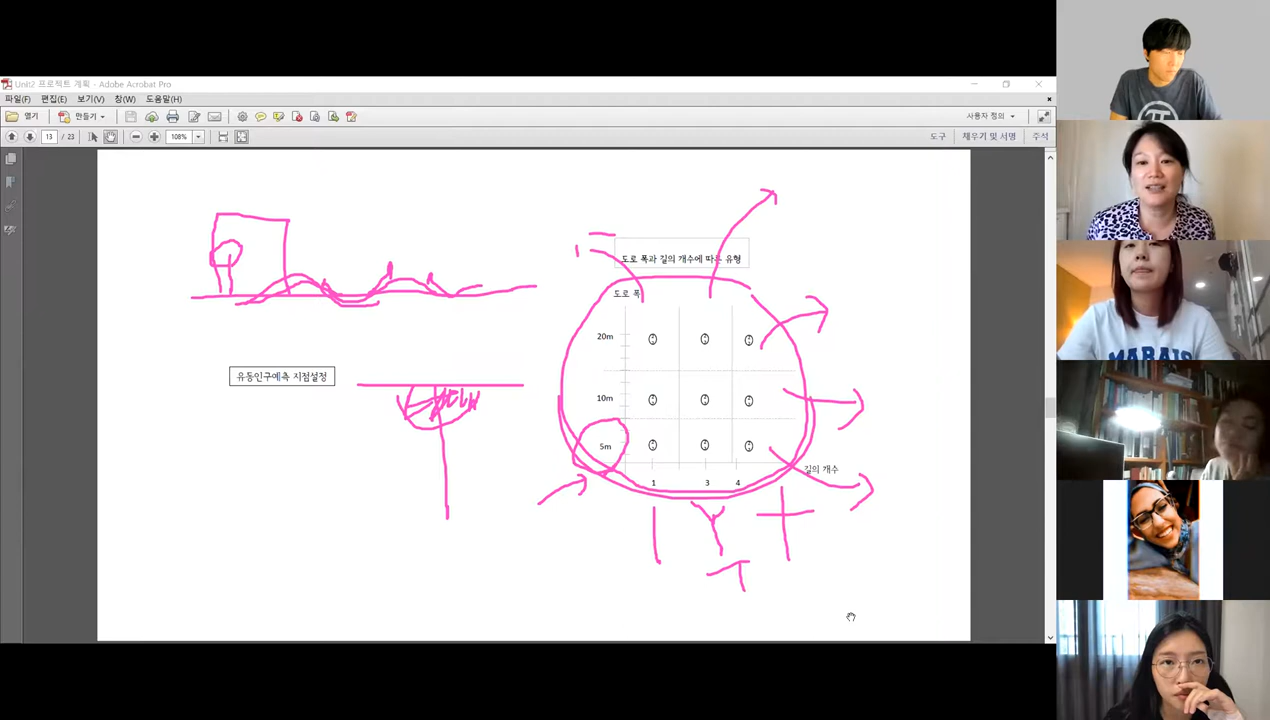 Unit2 프로젝트 계획 - Adobe Acrobat Pro
파일(F) 편집(E) 보기(V) 창(W) 도움말(H)
열기 만들기 사용자 정의
13 / 23 108% 도구 채우기 및 서명 주석
도로 폭과 길의 개수에 따른 유형
도로 폭
20m
10m
5m
1 3 4
길의 개수
유동인구예측 지점설정
MARAIS